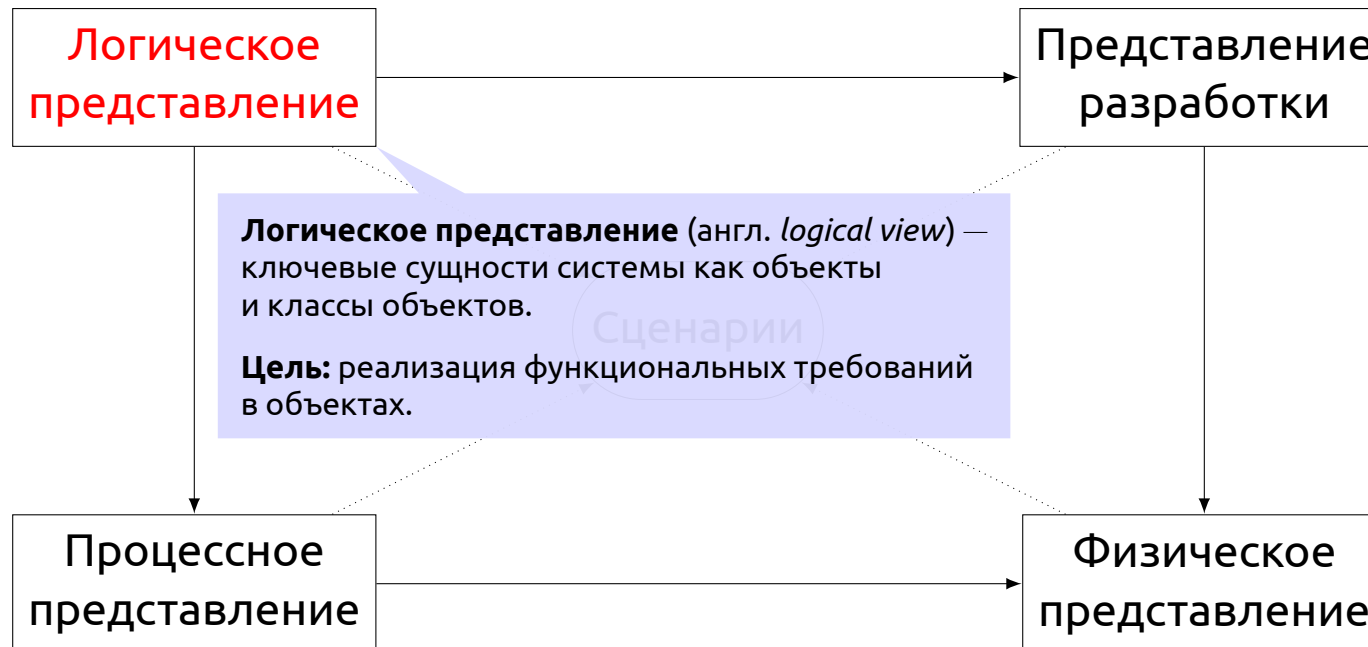 Логическое
представление
Представление
разработки
Логическое представление (англ. logical view) —
ключевые сущности системы как объекты
и классы объектов.
Сценарии
Цель: реализация функциональных требований
в объектах.
Процессное
представление
Физическое
представление